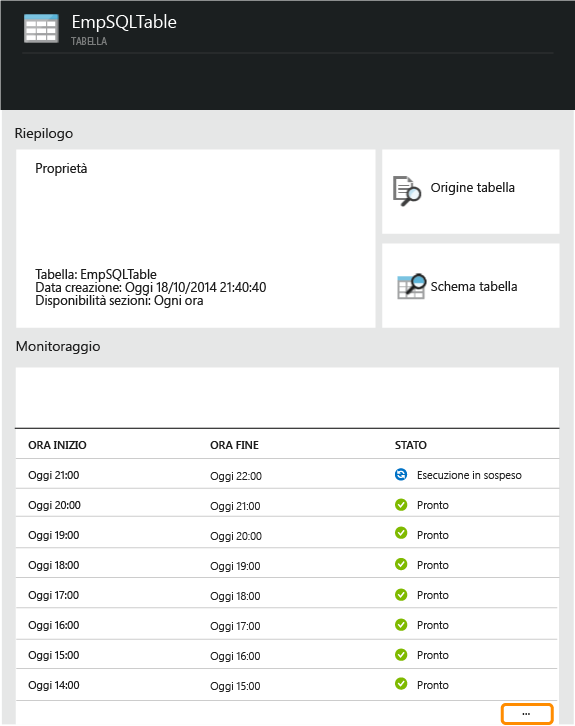 EmpSQLTable
TABELLA
Riepilogo
Proprietà
Tabella: EmpSQLTable
Data creazione: Oggi 18/10/2014 21:40:40
Disponibilità sezioni: Ogni ora
Origine tabella
Schema tabella
Monitoraggio
ORA INIZIO ORA FINE STATO
Oggi 21:00 Oggi 22:00 Esecuzione in sospeso
Oggi 20:00 Oggi 21:00 Pronto
Oggi 19:00 Oggi 20:00 Pronto
Oggi 18:00 Oggi 19:00 Pronto
Oggi 17:00 Oggi 18:00 Pronto
Oggi 16:00 Oggi 17:00 Pronto
Oggi 15:00 Oggi 16:00 Pronto
Oggi 14:00 Oggi 15:00 Pronto
...